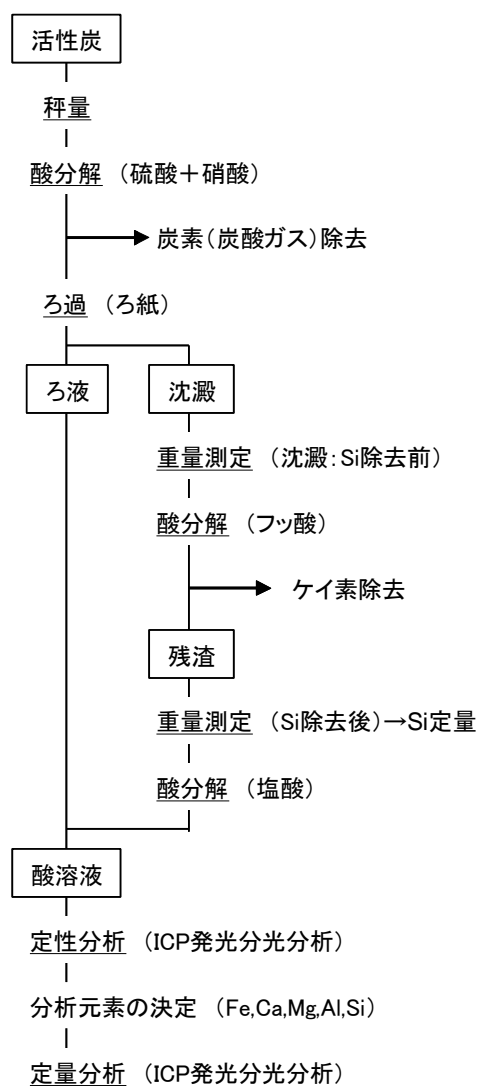 活性炭
秤量
酸分解 （硫酸＋硝酸）
炭素（炭酸ガス）除去
ろ過 （ろ紙）
ろ液
沈澱
重量測定 （沈澱：Si除去前）
酸分解 （フッ酸）
ケイ素除去
残渣
重量測定 （Si除去後）→Si定量
酸分解 （塩酸）
酸溶液
定性分析 （ICP発光分光分析）
分析元素の決定 （Fe,Ca,Mg,Al,Si）
定量分析 （ICP発光分光分析）